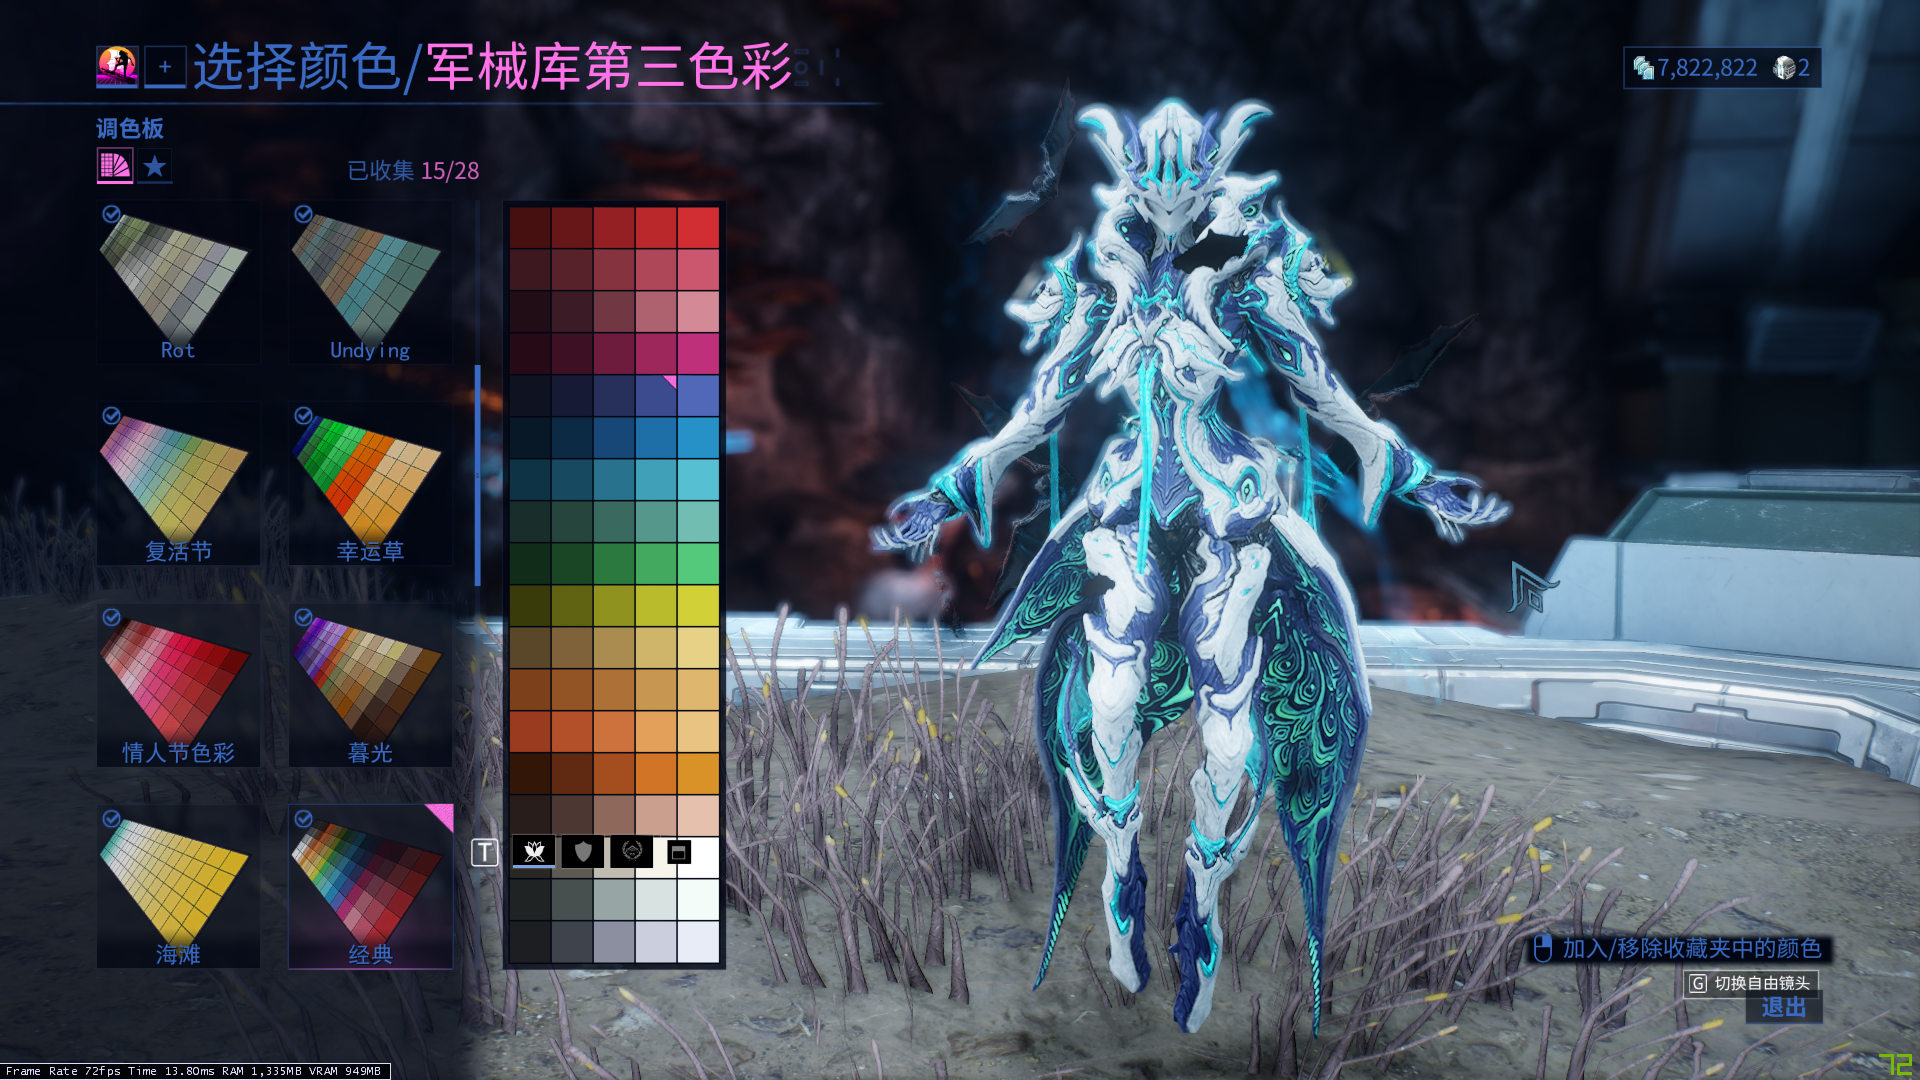 + 选择颜色/军械库第三色彩
7,822,822 2
调色板
已收集 15/28
Rot
Undying
复活节
幸运草
情人节色彩
暮光
T
海滩
经典
加入/移除收藏夹中的颜色
G 切换自由镜头
退出
Frame Rate 72fps Time 13.80ms RAM 1,335MB VRAM 949MB
72